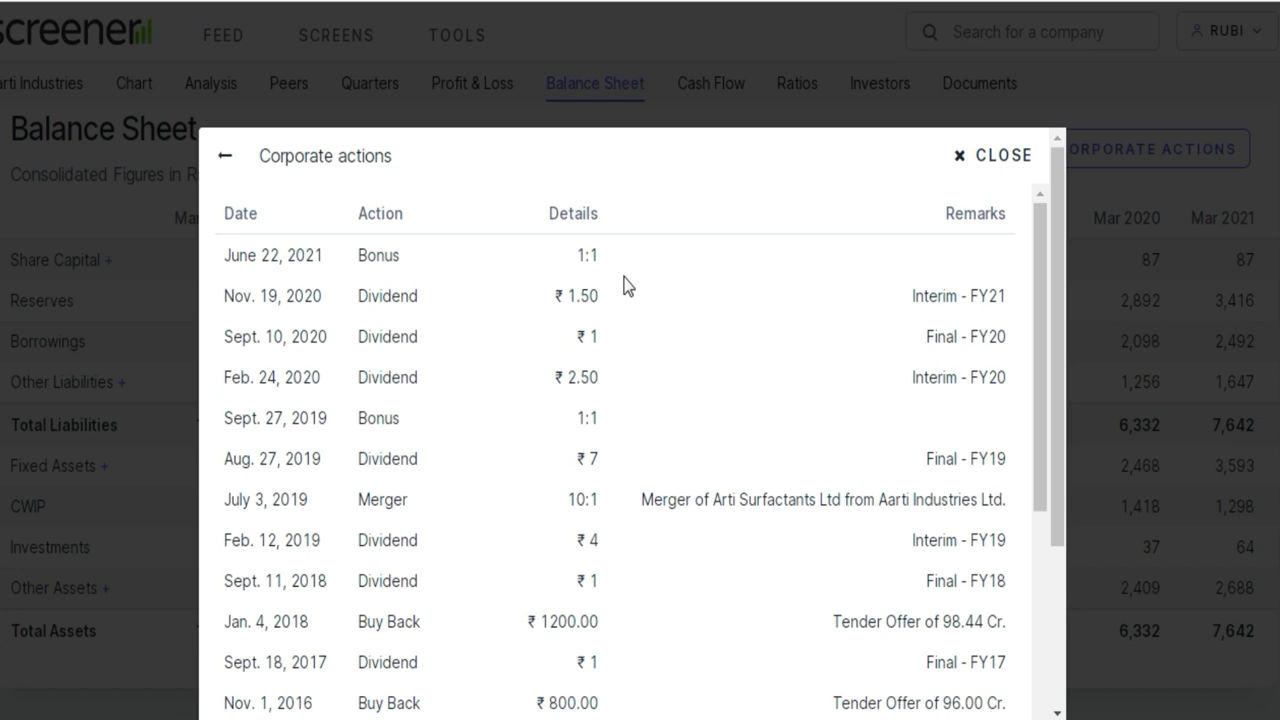 screener FEED SCREENS TOOLS Search for a company RUBI
arti Industries Chart Analysis Peers Quarters Profit & Loss Balance Sheet Cash Flow Ratios Investors Documents
Balance Sheet
← Corporate actions ✖ CLOSE ORPORATE ACTIONS
Consolidated Figures in R
Date Action Details Remarks
Ma Mar 2020 Mar 2021
June 22, 2021 Bonus 1:1
Share Capital + 87 87
Nov. 19, 2020 Dividend ₹ 1.50 Interim - FY21
Reserves 2,892 3,416
Sept. 10, 2020 Dividend ₹ 1 Final - FY20
Borrowings 2,098 2,492
Feb. 24, 2020 Dividend ₹ 2.50 Interim - FY20
Other Liabilities + 1,256 1,647
Sept. 27, 2019 Bonus 1:1
Total Liabilities 6,332 7,642
Aug. 27, 2019 Dividend ₹ 7 Final - FY19
Fixed Assets + 2,468 3,593
July 3, 2019 Merger 10:1 Merger of Arti Surfactants Ltd from Aarti Industries Ltd.
CWIP 1,418 1,298
Feb. 12, 2019 Dividend ₹ 4 Interim - FY19
Investments 37 64
Sept. 11, 2018 Dividend ₹ 1 Final - FY18
Other Assets + 2,409 2,688
Jan. 4, 2018 Buy Back ₹ 1200.00 Tender Offer of 98.44 Cr.
Total Assets 6,332 7,642
Sept. 18, 2017 Dividend ₹ 1 Final - FY17
Nov. 1, 2016 Buy Back ₹ 800.00 Tender Offer of 96.00 Cr.